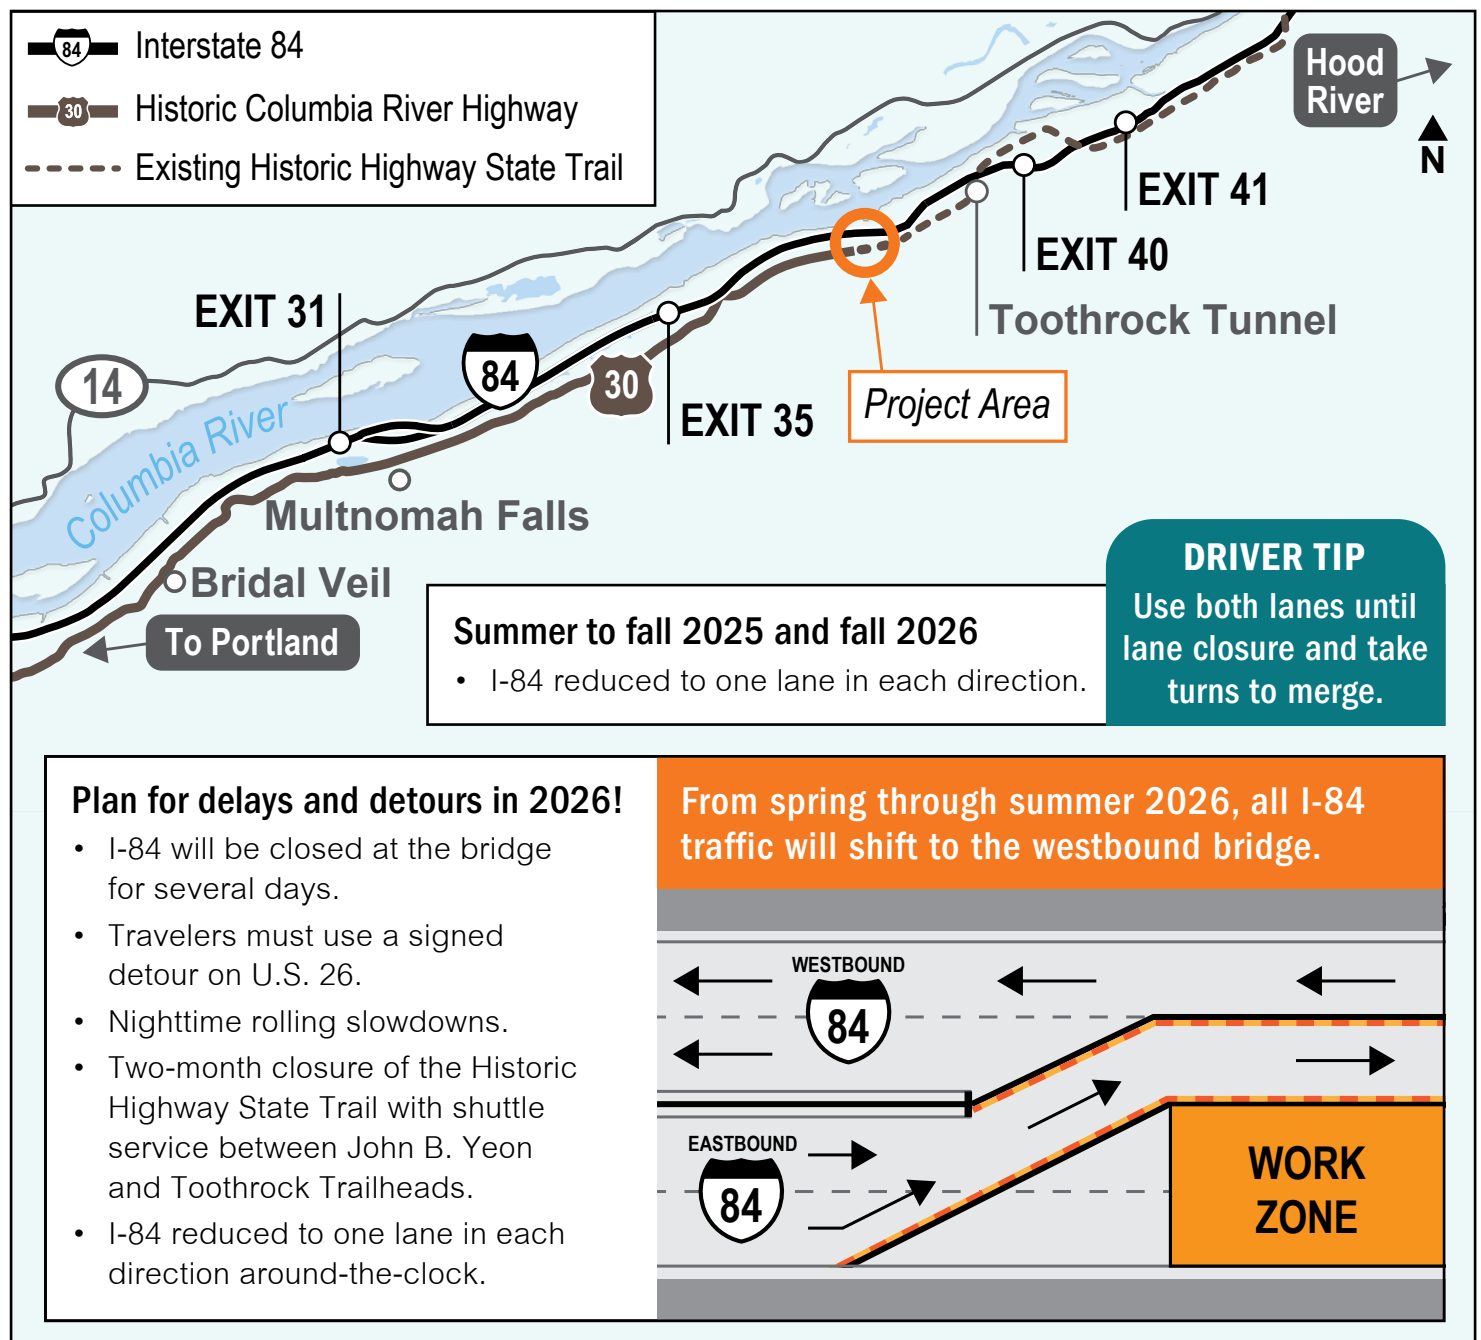 84 Interstate 84
30 Historic Columbia River Highway
Existing Historic Highway State Trail
Hood
River
N
EXIT 41
EXIT 40
Toothrock Tunnel
EXIT 31
14
84
30
EXIT 35
Project Area
Columbia River
Multnomah Falls
Bridal Veil
To Portland
Summer to fall 2025 and fall 2026
• I-84 reduced to one lane in each direction.
DRIVER TIP
Use both lanes until
lane closure and take
turns to merge.
Plan for delays and detours in 2026!
• I-84 will be closed at the bridge
for several days.
• Travelers must use a signed
detour on U.S. 26.
• Nighttime rolling slowdowns.
• Two-month closure of the Historic
Highway State Trail with shuttle
service between John B. Yeon
and Toothrock Trailheads.
• I-84 reduced to one lane in each
direction around-the-clock.
From spring through summer 2026, all I-84
traffic will shift to the westbound bridge.
WESTBOUND
84
EASTBOUND
84
WORK
ZONE